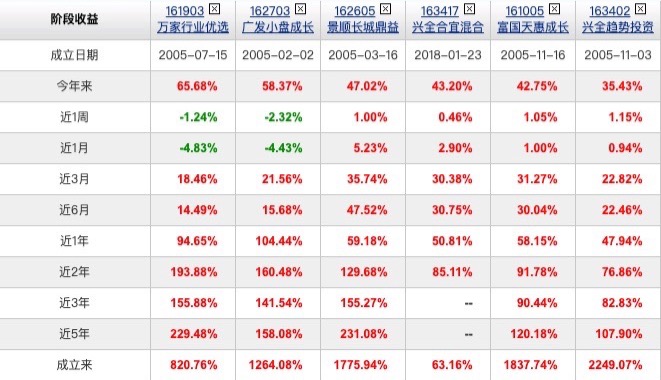 阶段收益 161903 162703 162605 163417 161005 163402
万家行业优选 广发小盘成长 景顺长城鼎益 兴全合宜混合 富国天惠成长 兴全趋势投资
成立日期 2005-07-15 2005-02-02 2005-03-16 2018-01-23 2005-11-16 2005-11-03
今年来 65.68% 58.37% 47.02% 43.20% 42.75% 35.43%
近1周 -1.24% -2.32% 1.00% 0.46% 1.05% 1.15%
近1月 -4.83% -4.43% 5.23% 2.90% 1.00% 0.94%
近3月 18.46% 21.56% 35.74% 30.38% 31.27% 22.82%
近6月 14.49% 15.68% 47.52% 30.75% 30.04% 22.46%
近1年 94.65% 104.44% 59.18% 50.81% 58.15% 47.94%
近2年 193.88% 160.48% 129.68% 85.11% 91.78% 76.86%
近3年 155.88% 141.54% 155.27% -- 90.44% 82.83%
近5年 229.48% 158.08% 231.08% -- 120.18% 107.90%
成立来 820.76% 1264.08% 1775.94% 63.16% 1837.74% 2249.07%